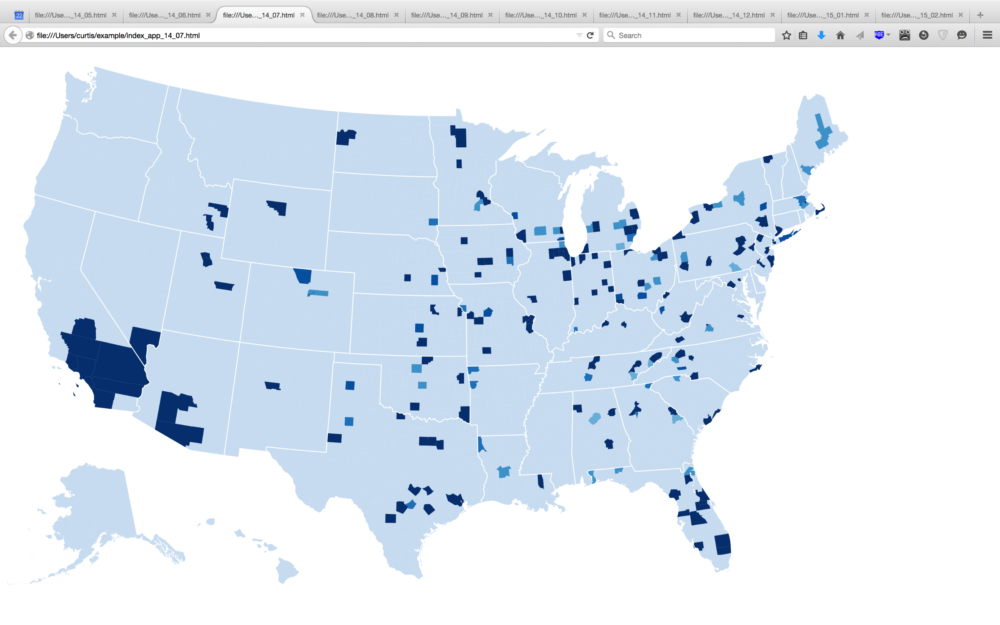 22
file:///Use..._14_05.html
file:///Use..._14_06.html
file:///Use..._14_07.html
file:///Use..._14_08.html
file:///Use..._14_09.html
file:///Use..._14_10.html
file:///Use..._14_11.html
file:///Use..._14_12.html
file:///Use..._15_01.html
file:///Use..._15_02.html
file:///Users/curtis/example/index_app_14_07.html
Search
ABE